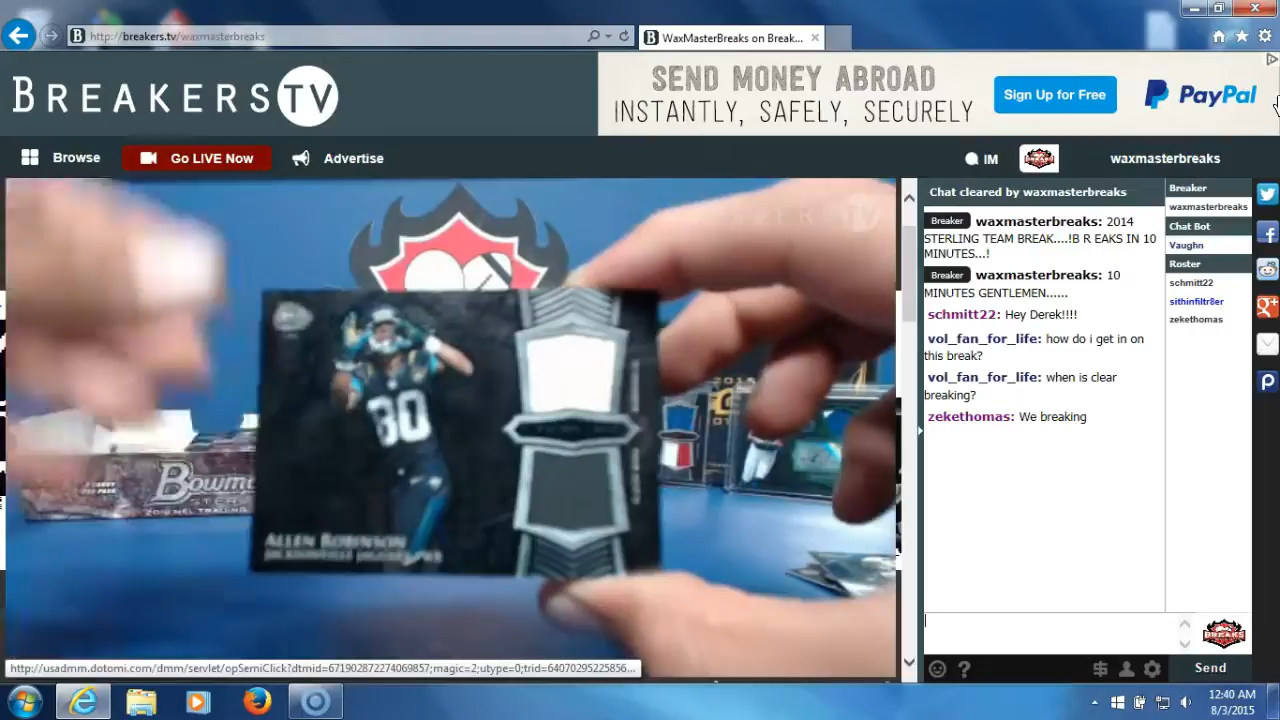 http://breakers.tv/waxmasterbreaks
WaxMasterBreaks on Break...
BREAKERS TV
SEND MONEY ABROAD
INSTANTLY, SAFELY, SECURELY
Sign Up for Free
PayPal
Browse
Go LIVE Now
Advertise
IM
waxmasterbreaks
Chat cleared by waxmasterbreaks
Breaker waxmasterbreaks: 2014
STERLING TEAM BREAK....!B R EAKS IN 10
MINUTES...!
Breaker waxmasterbreaks: 10
MINUTES GENTLEMEN......
schmitt22: Hey Derek!!!!
vol_fan_for_life: how do i get in on
this break?
vol_fan_for_life: when is clear
breaking?
zekethomas: We breaking
Breaker
waxmasterbreaks
Chat Bot
Vaughn
Roster
schmitt22
sithinfiltr8er
zekethomas
80
Bowman
ALLEN ROBINSON
JACKSONVILLE JAGUARS
BREAKS
Send
http://usadmm.dotomi.com/dmm/servlet/opSemiClick?dtmid=671902872274069857;magic=2;utype=0;trid=64070295225856...
12:40 AM
8/3/2015